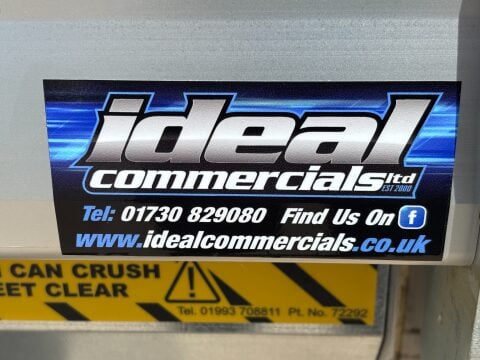 ideal
commercials ltd
EST 2000
Tel: 01730 829080 Find Us On f
www.idealcommercials.co.uk
CAN CRUSH
EET CLEAR
Tel. 01993 708811 Pt. No. 72292